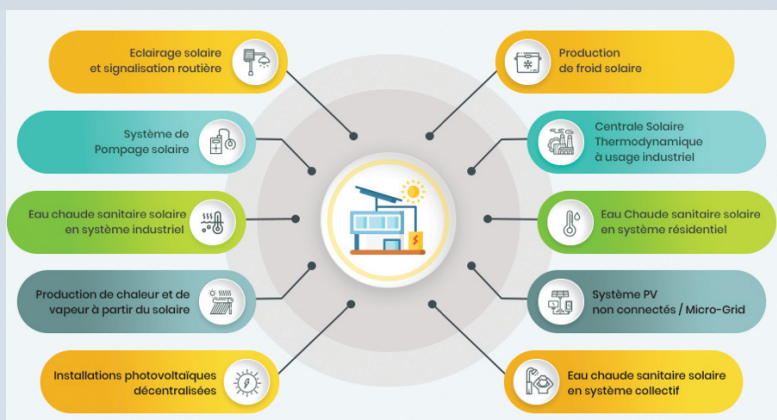 Eclairage solaire
et signalisation routière
Production
de froid solaire
Système de
Pompage solaire
Centrale Solaire
Thermodynamique
à usage industriel
Eau chaude sanitaire solaire
en système industriel
Eau Chaude sanitaire solaire
en système résidentiel
Production de chaleur et de
vapeur à partir du solaire
Système PV
non connectés / Micro-Grid
Installations photovoltaïques
décentralisées
Eau chaude sanitaire solaire
en système collectif